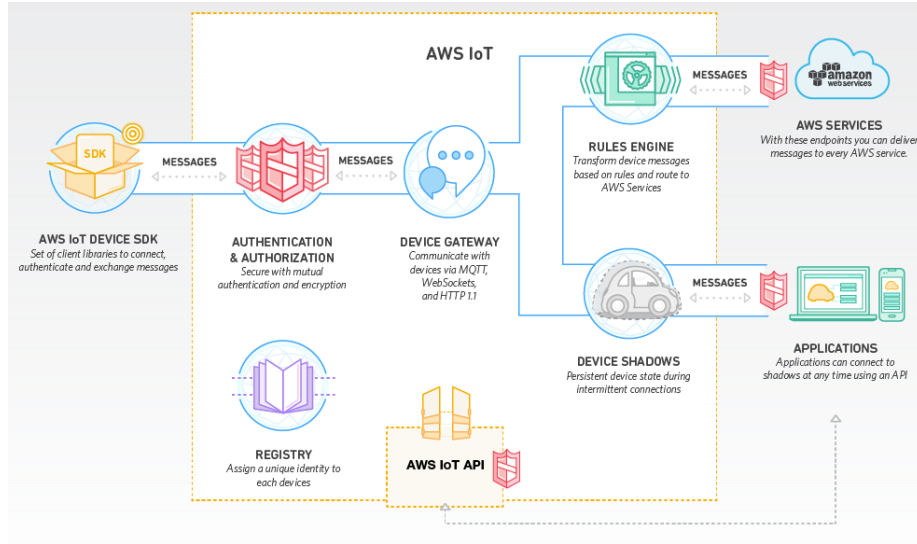 AWS IoT
SDK
MESSAGES
MESSAGES
MESSAGES
MESSAGES
amazon
web services
AWS SERVICES
With these endpoints you can deliver
messages to every AWS service.
RULES ENGINE
Transform device messages
based on rules and route to
AWS Services
AWS IoT DEVICE SDK
Set of client libraries to connect,
authenticate and exchange messages
AUTHENTICATION
& AUTHORIZATION
Secure with mutual
authentication and encryption
DEVICE GATEWAY
Communicate with
devices via MQTT,
WebSockets,
and HTTP 1.1
DEVICE SHADOWS
Persistent device state during
intermittent connections
APPLICATIONS
Applications can connect to
shadows at any time using an API
REGISTRY
Assign a unique identity to
each devices
AWS IoT API